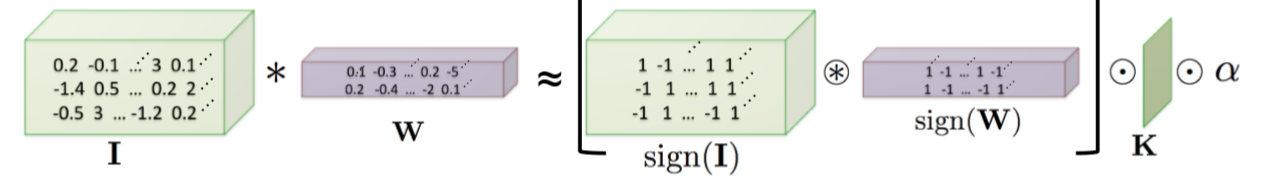 0.2 -0.1 ... 3 0.1
-1.4 0.5 ... 0.2 2
-0.5 3 ... -1.2 0.2
I
*
0.1 -0.3 ... 0.2 -5
0.2 -0.4 ... -2 0.1
W
≈
[
1 -1 ... 1 1
-1 1 ... 1 1
-1 1 ... -1 1
sign(I)
⊛
1 -1 ... 1 -1
1 -1 ... -1 1
sign(W)
]
⊙
K
⊙ α